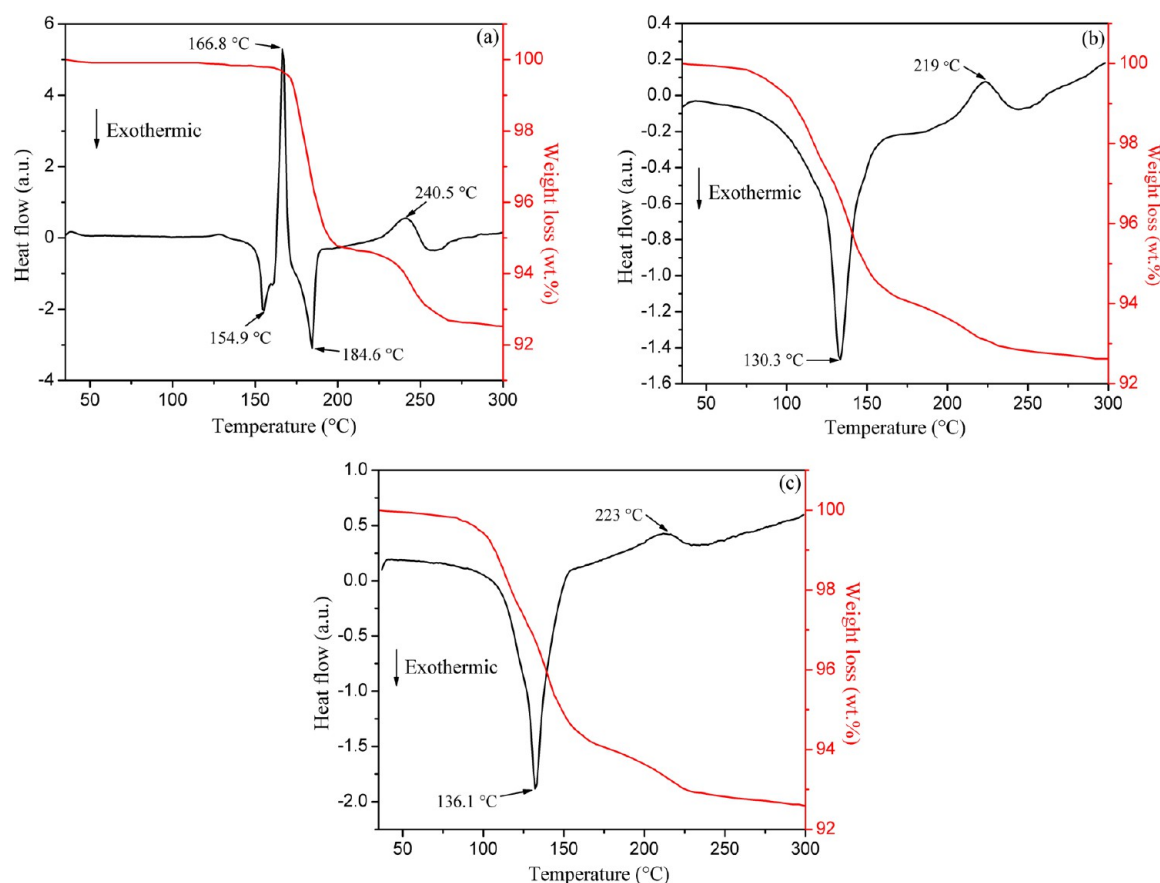 (a)
166.8 °C
Exothermic
240.5 °C
154.9 °C
184.6 °C
6
4
2
0
-2
-4
Heat flow (a.u.)
100
98
96
94
92
Weight loss (wt.%)
50 100 150 200 250 300
Temperature (°C)
(b)
219 °C
Exothermic
130.3 °C
0.4
0.2
0.0
-0.2
-0.4
-0.6
-0.8
-1.0
-1.2
-1.4
-1.6
Heat flow (a.u.)
100
98
96
94
92
Weight loss (wt.%)
50 100 150 200 250 300
Temperature (°C)
(c)
223 °C
Exothermic
136.1 °C
1.0
0.5
0.0
-0.5
-1.0
-1.5
-2.0
Heat flow (a.u.)
100
98
96
94
92
Weight loss (wt.%)
50 100 150 200 250 300
Temperature (°C)